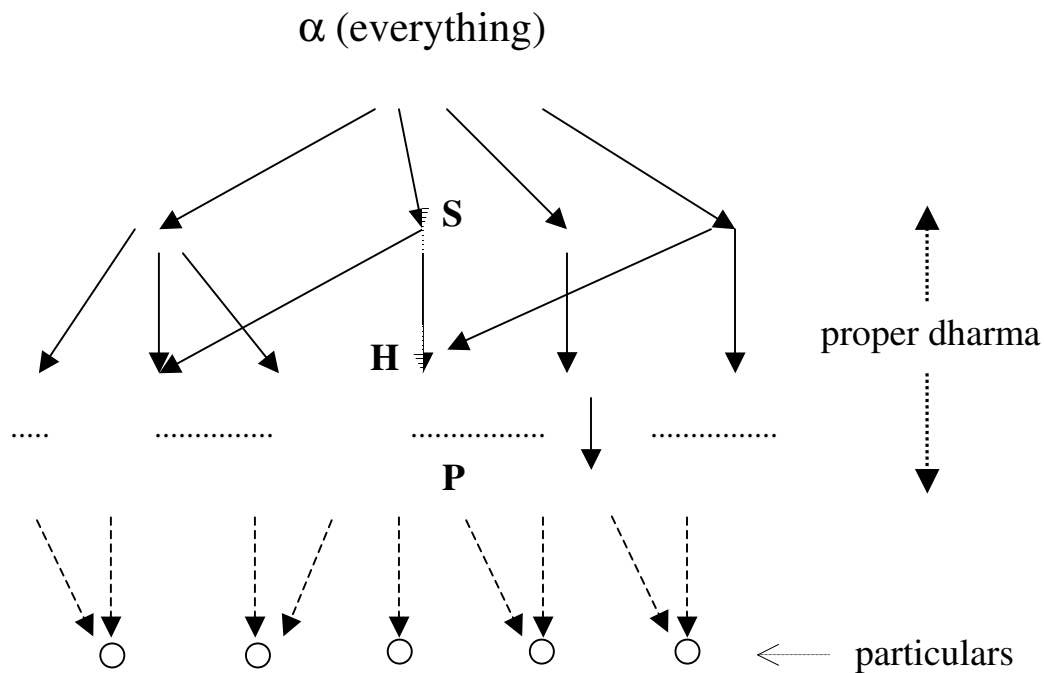 α (everything)
S
proper dharma
H
P
particulars